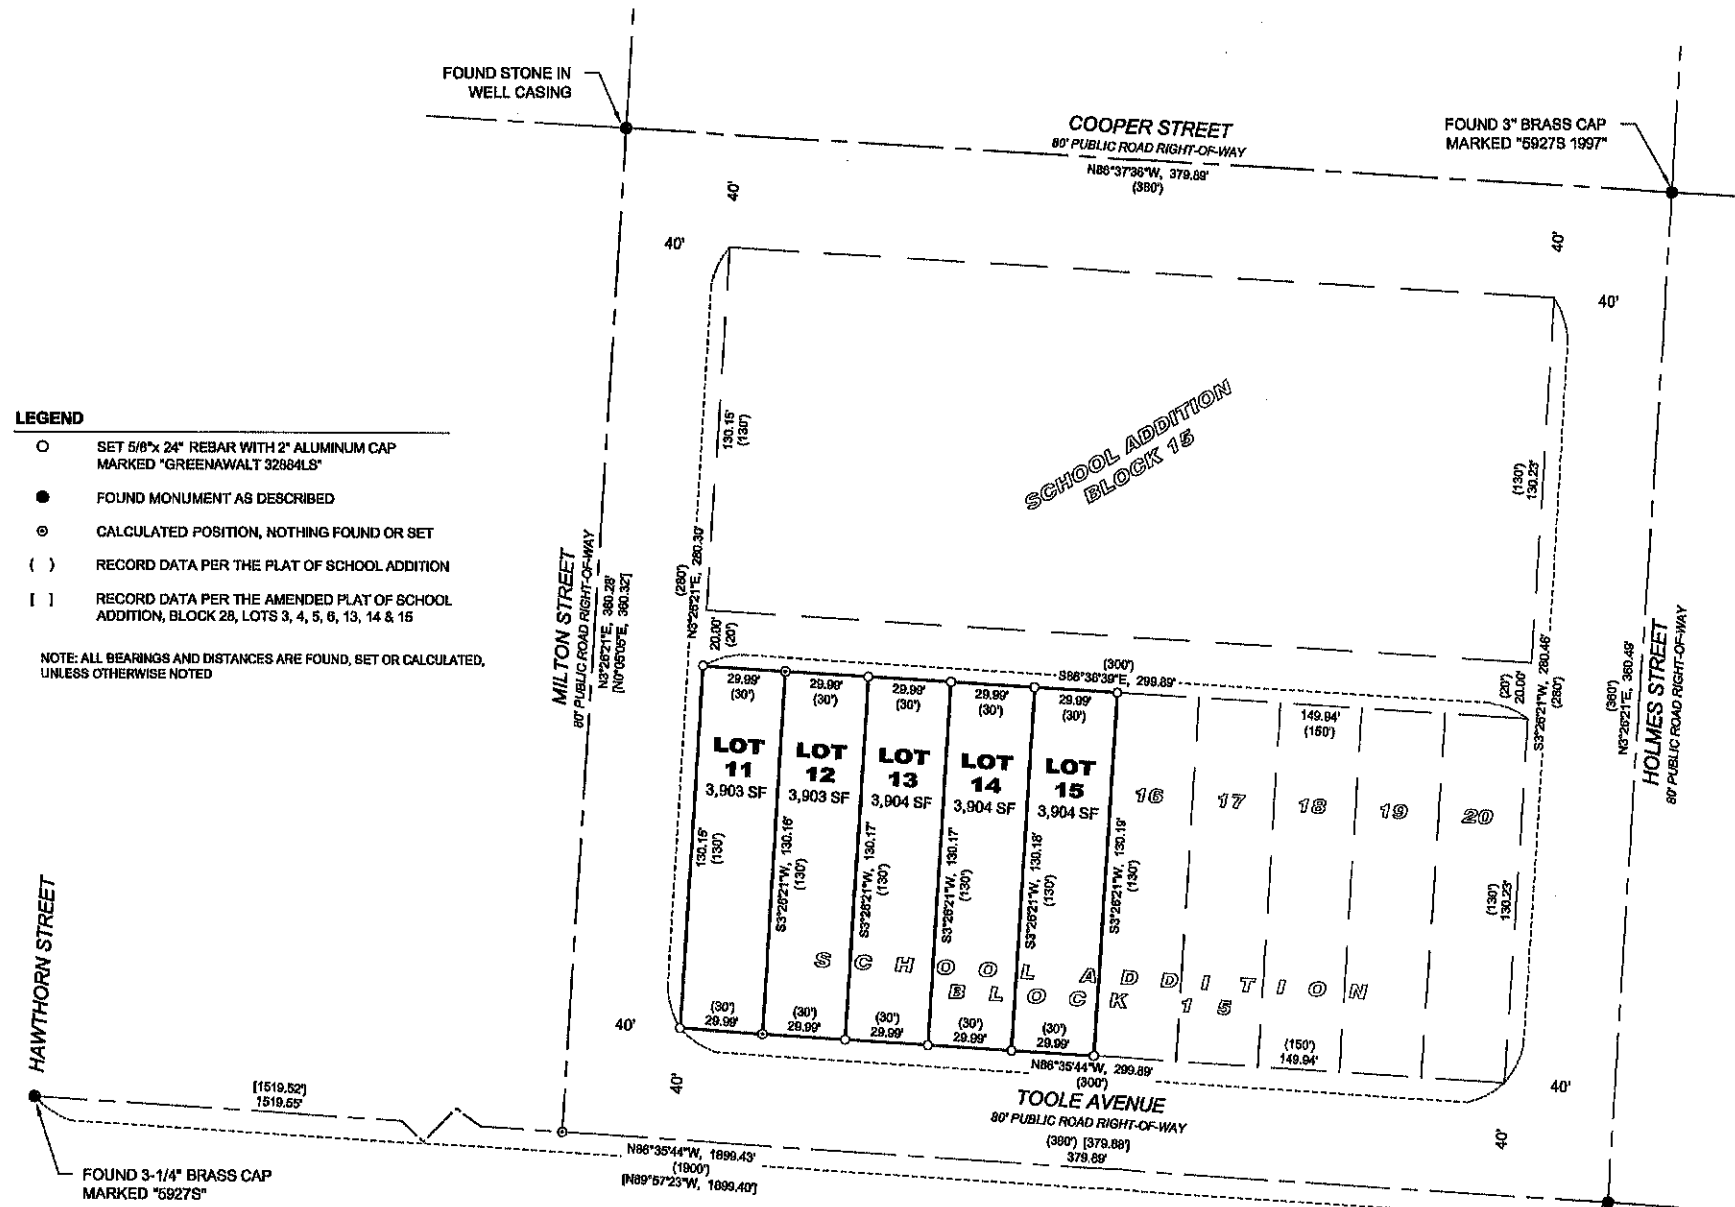 FOUND STONE IN
WELL CASING
COOPER STREET
80' PUBLIC ROAD RIGHT-OF-WAY
N86°37'36"W, 379.89'
(380')
FOUND 3" BRASS CAP
MARKED "5927S 1997"
40'
40'
40'
40'
LEGEND
SET 5/8"x 24" REBAR WITH 2" ALUMINUM CAP
MARKED "GREENAWALT 32884LS"
FOUND MONUMENT AS DESCRIBED
CALCULATED POSITION, NOTHING FOUND OR SET
( ) RECORD DATA PER THE PLAT OF SCHOOL ADDITION
[ ] RECORD DATA PER THE AMENDED PLAT OF SCHOOL
ADDITION, BLOCK 28, LOTS 3, 4, 5, 6, 13, 14 & 15
NOTE: ALL BEARINGS AND DISTANCES ARE FOUND, SET OR CALCULATED,
UNLESS OTHERWISE NOTED
130.15'
(130')
SCHOOL ADDITION
BLOCK 15
(130')
130.23'
MILTON STREET
80' PUBLIC ROAD RIGHT-OF-WAY
N3°26'21"E, 360.28'
[N0°05'05"E, 360.32']
(280')
N3°26'21"E, 280.30'
20.00'
(20')
(300')
S86°36'39"E, 299.89'
(20')
20.00'
S3°26'21"W, 280.46'
(280')
(360')
N3°26'21"E, 360.49'
HOLMES STREET
80' PUBLIC ROAD RIGHT-OF-WAY
29.99'
(30')
29.99'
(30')
29.99'
(30')
29.99'
(30')
29.99'
(30')
149.94'
(150')
LOT
11
3,903 SF
LOT
12
3,903 SF
LOT
13
3,904 SF
LOT
14
3,904 SF
LOT
15
3,904 SF
16
17
18
19
20
130.15'
(130')
S3°26'21"W, 130.16'
(130')
S3°26'21"W, 130.17'
(130')
S3°26'21"W, 130.17'
(130')
S3°26'21"W, 130.18'
(130')
S3°26'21"W, 130.19'
(130')
(130')
130.23'
SCHOOL ADDITION
BLOCK 15
(30')
29.99'
(30')
29.99'
(30')
29.99'
(30')
29.99'
(30')
29.99'
(150')
149.94'
N86°35'44"W, 299.89'
(300')
40'
40'
40'
40'
TOOLE AVENUE
80' PUBLIC ROAD RIGHT-OF-WAY
(380') [379.88']
379.89'
HAWTHORN STREET
[1519.52']
1519.55'
N86°35'44"W, 1899.43'
(1900')
[N89°57'23"W, 1899.40']
FOUND 3-1/4" BRASS CAP
MARKED "5927S"